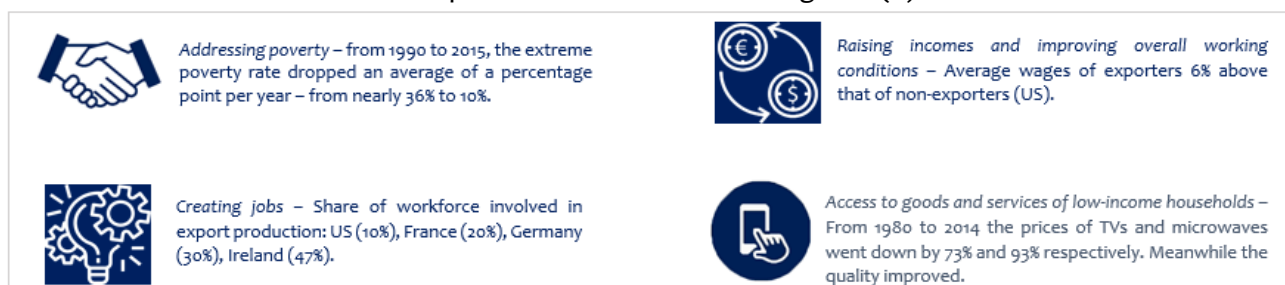 Addressing poverty – from 1990 to 2015, the extreme
poverty rate dropped an average of a percentage
point per year – from nearly 36% to 10%.
Raising incomes and improving overall working
conditions – Average wages of exporters 6% above
that of non-exporters (US).
Creating jobs – Share of workforce involved in
export production: US (10%), France (20%), Germany
(30%), Ireland (47%).
Access to goods and services of low-income households –
From 1980 to 2014 the prices of TVs and microwaves
went down by 73% and 93% respectively. Meanwhile the
quality improved.